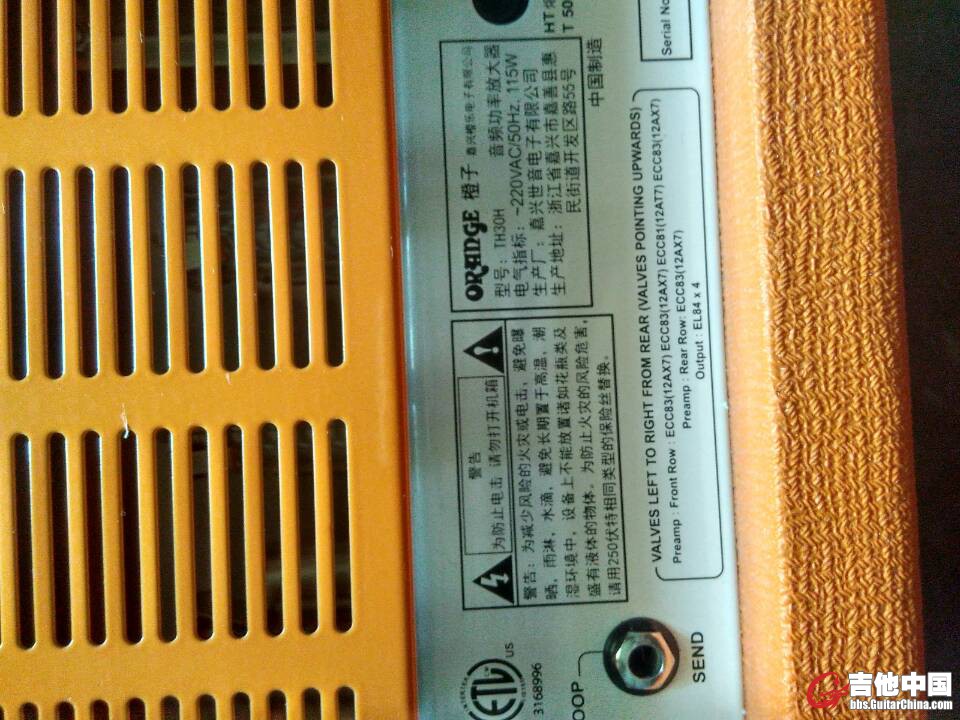 ORANGE 橙子 嘉兴橙乐电子有限公司
型号：TH30H 音频功率放大器
电气指标：~220VAC/50Hz, 115W
生产厂：嘉兴世音电子有限公司
生产地址：浙江省嘉兴市嘉善县惠
民街道开发区路55号
中国制造
HT
T 50
Serial No
警告
为防止电击 请勿打开机箱
警告：为减少风险的火灾或电击，避免曝
晒，雨淋，水滴，避免长期置于高温，潮
湿环境中，设备上不能放置诸如花瓶类及
盛有液体的物体。为防止火灾的风险危害，
请用250伏特相同类型的保险丝替换。
VALVES LEFT TO RIGHT FROM REAR (VALVES POINTING UPWARDS)
Preamp : Front Row : ECC83(12AX7) ECC83(12AX7) ECC81(12AT7) ECC83(12AX7)
Preamp : Rear Row: ECC83(12AX7)
Output : EL84 x 4
ETL
US
INTERTEK
3168996
OOP
SEND
吉他中国
bbs.GuitarChina.com